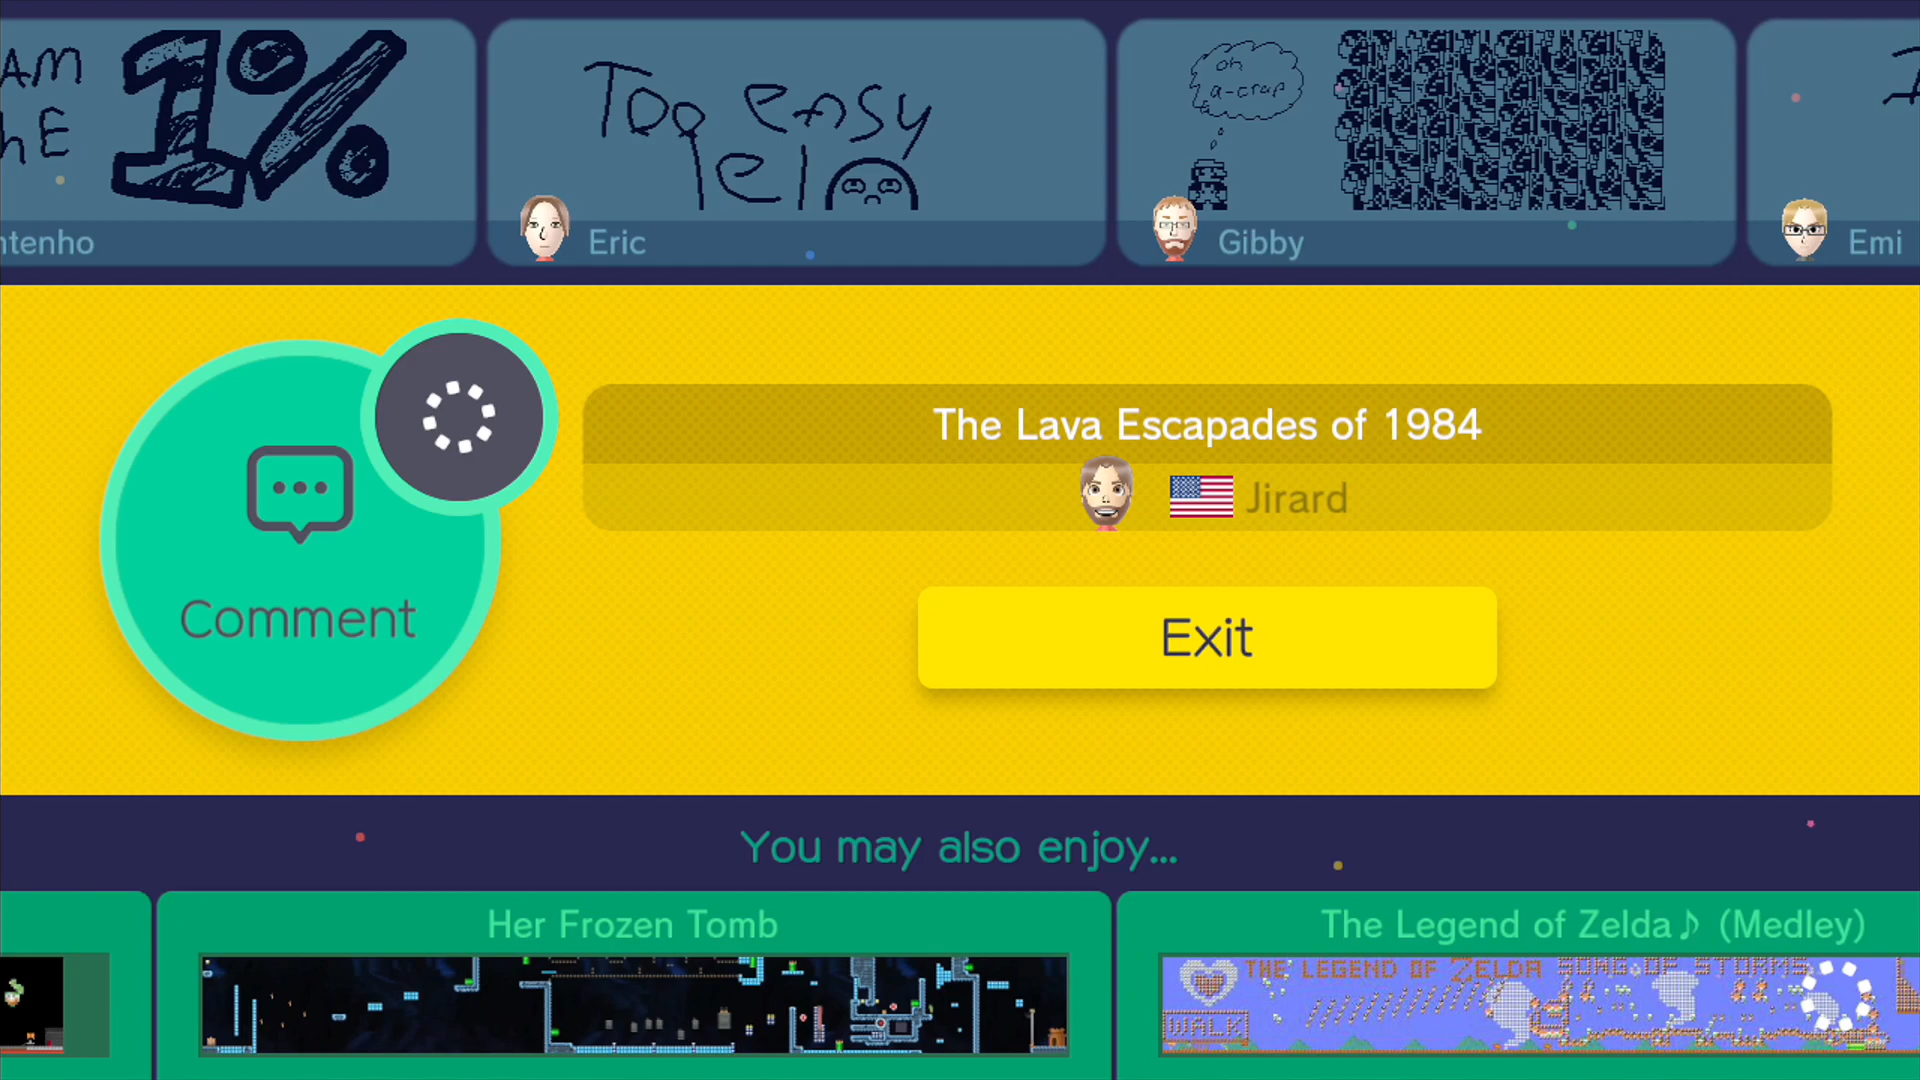 AM
hE
1%
ntenho
Too easy
lel
Eric
oh
a-crap
Gibby
Emi
The Lava Escapades of 1984
Jirard
Comment
Exit
You may also enjoy...
Her Frozen Tomb
The Legend of Zelda♪ (Medley)
THE LEGEND OF ZELDA SONG OF STORMS
WALK